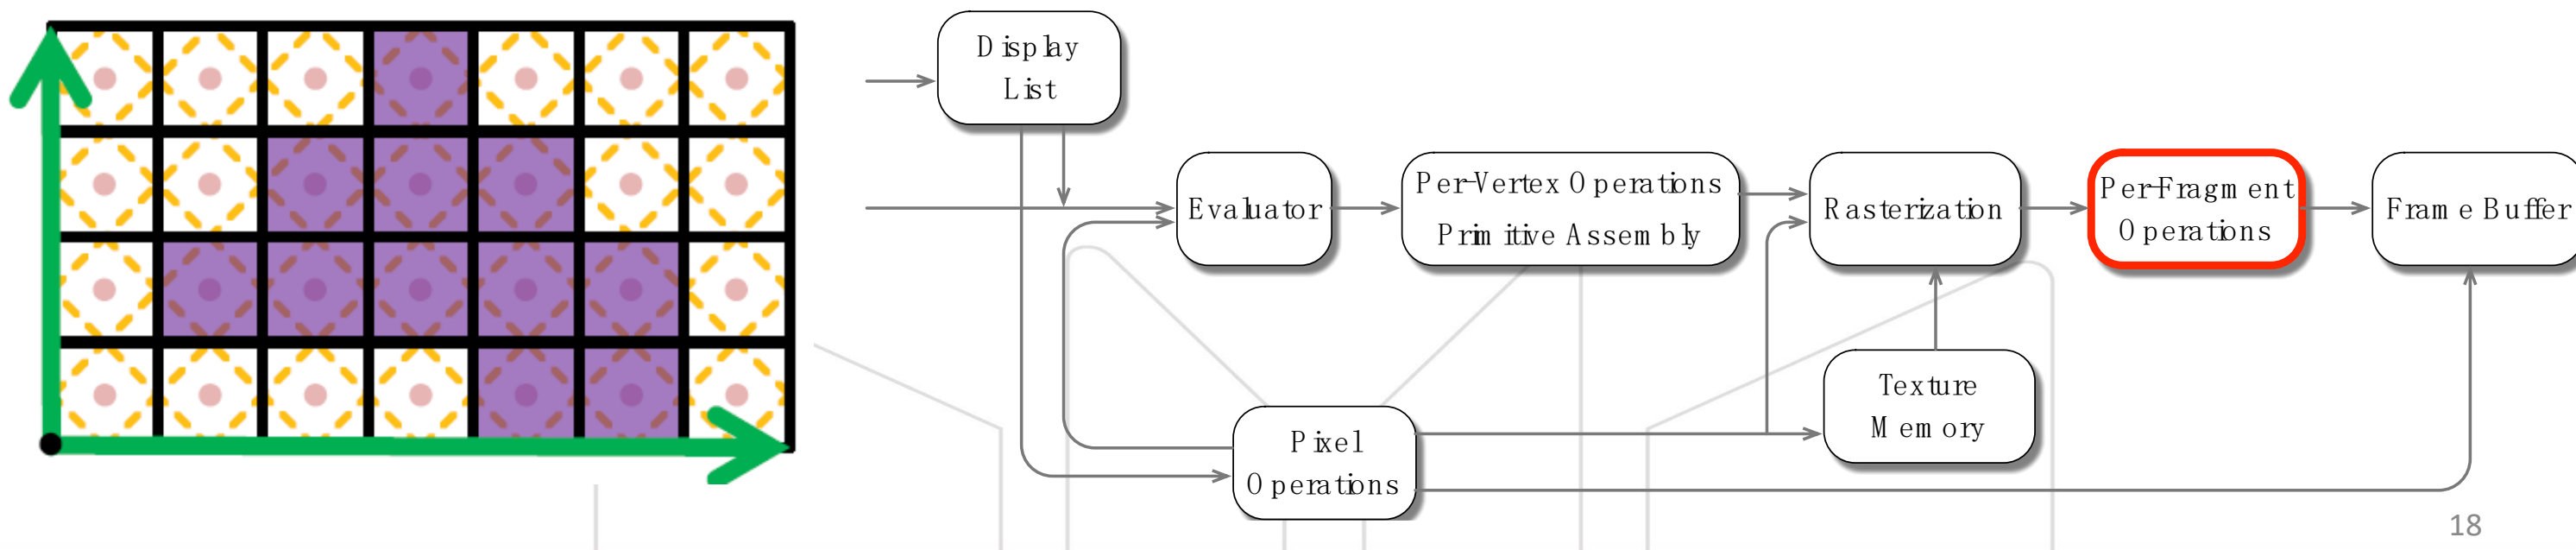 Display
List
Evaluator
Per-Vertex Operations
Primitive Assembly
Rasterization
Per-Fragment
Operations
Frame Buffer
Texture
Memory
Pixel
Operations
18